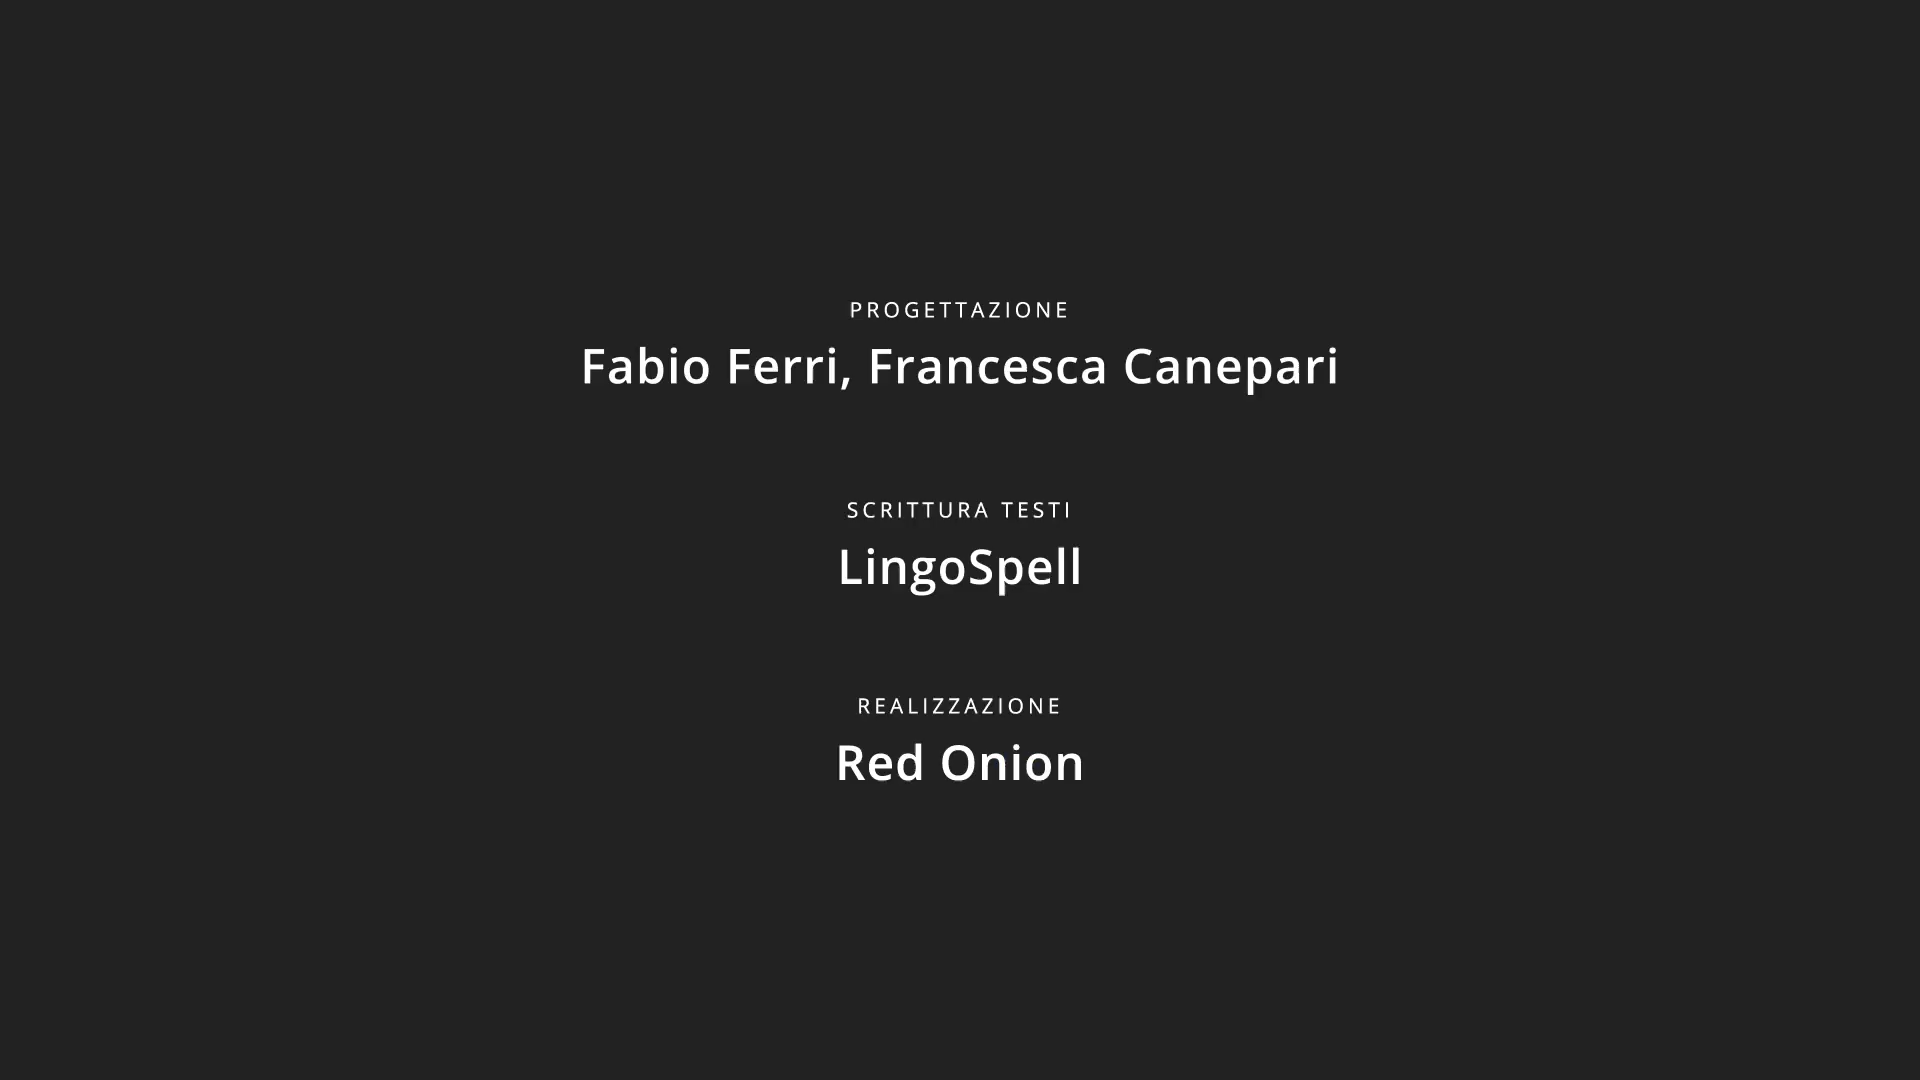 PROGETTAZIONE
Fabio Ferri, Francesca Canepari
SCRITTURA TESTI
LingoSpell
REALIZZAZIONE
Red Onion